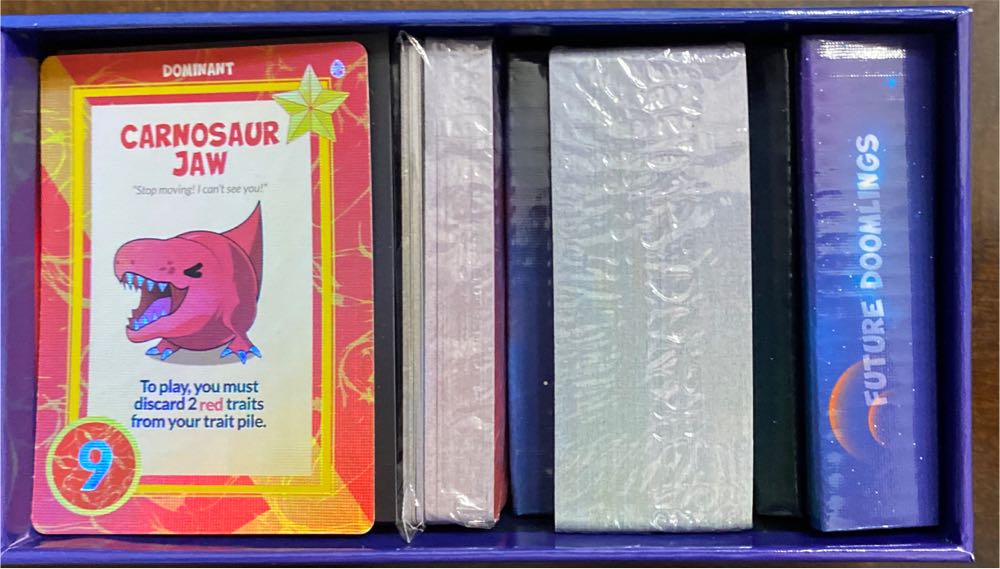 DOMINANT
CARNOSAUR
JAW
"Stop moving! I can't see you!"
To play, you must
discard 2 red traits
from your trait pile.
9
FUTURE DOOMLINGS